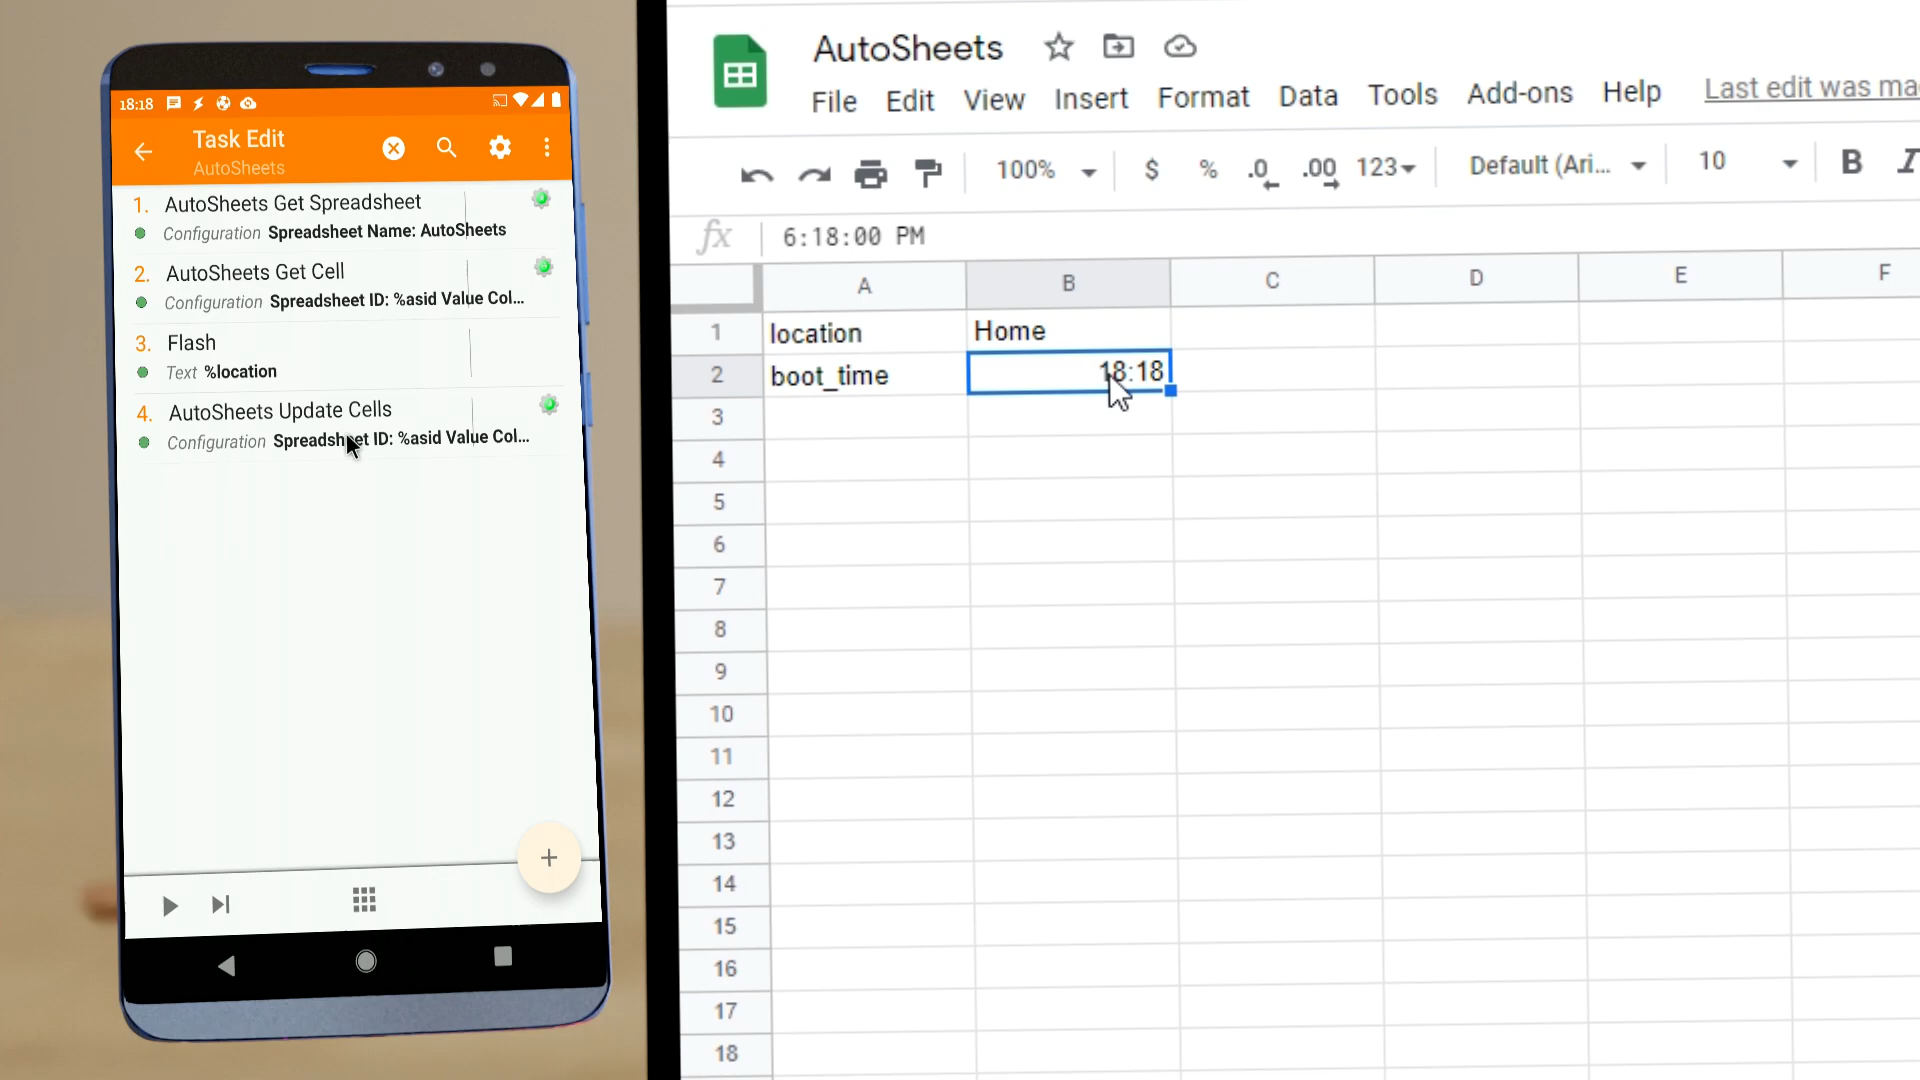 18:18
Task Edit
AutoSheets
1. AutoSheets Get Spreadsheet
Configuration Spreadsheet Name: AutoSheets
2. AutoSheets Get Cell
Configuration Spreadsheet ID: %asid Value Col...
3. Flash
Text %location
4. AutoSheets Update Cells
Configuration Spreadsheet ID: %asid Value Col...
+
AutoSheets
File Edit View Insert Format Data Tools Add-ons Help Last edit was ma
100% $ % .0 .00 123 Default (Ari... 10 B I
fx 6:18:00 PM
A B C D E F
1 location Home
2 boot_time 18:18
3
4
5
6
7
8
9
10
11
12
13
14
15
16
17
18